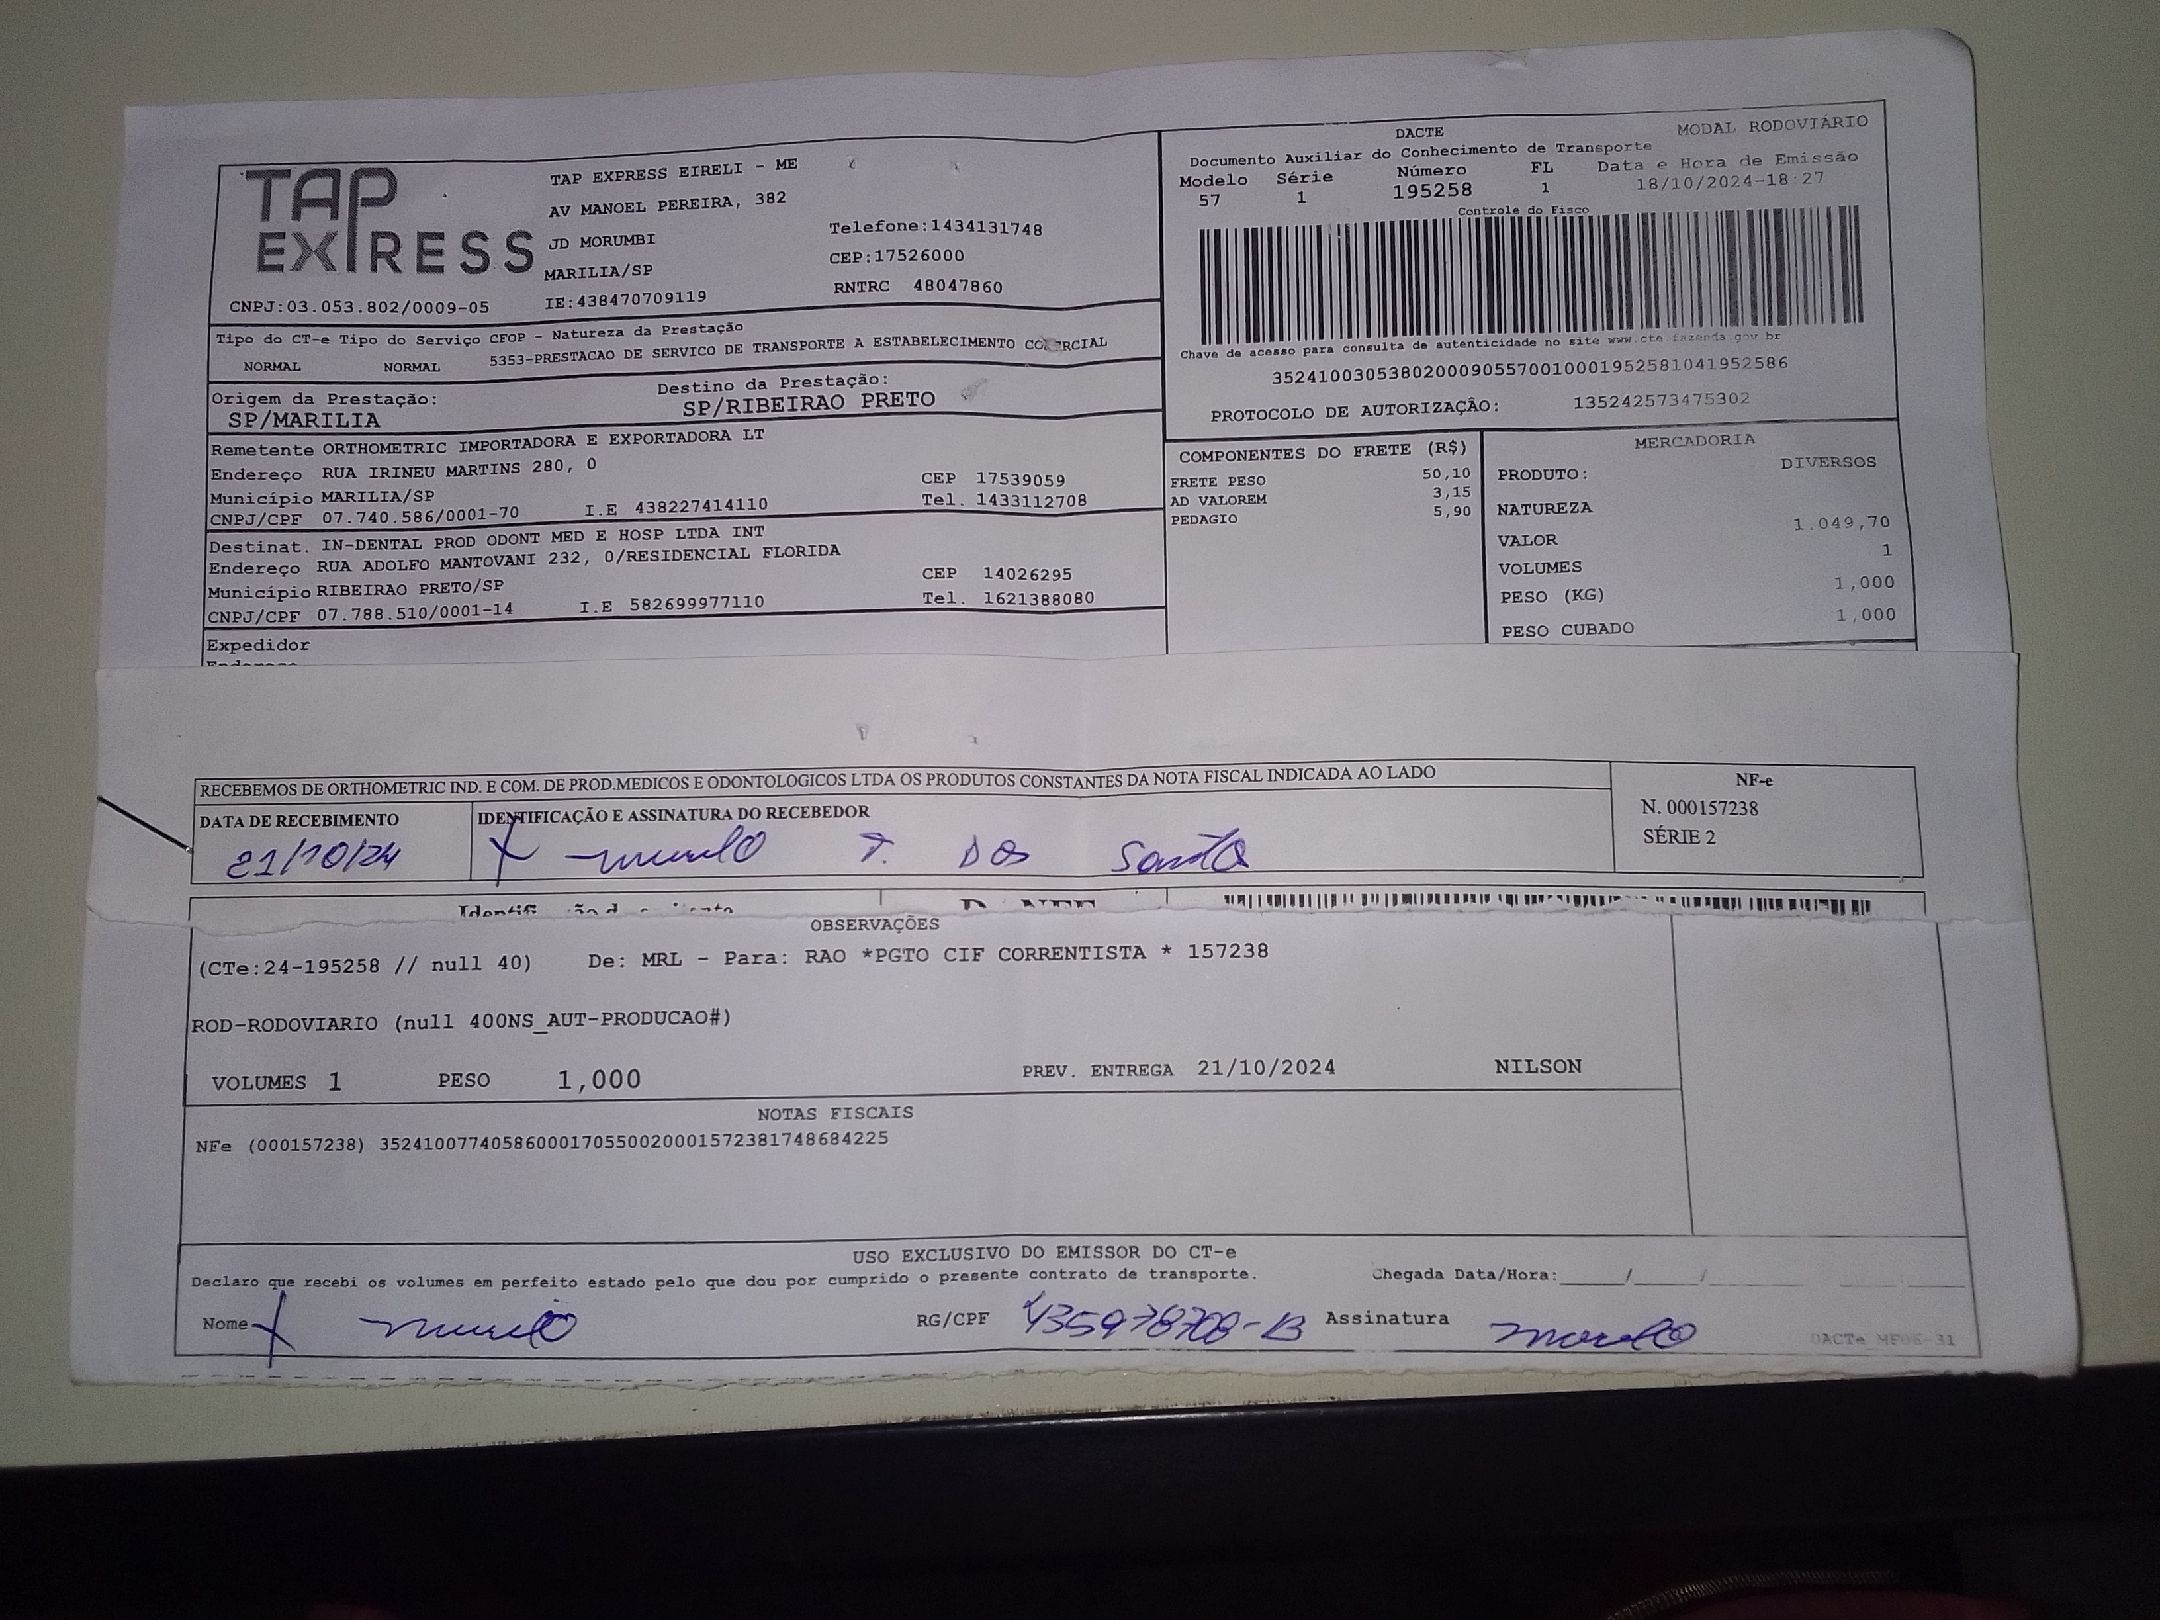 TAP EXPRESS
TAP EXPRESS EIRELI - ME
AV MANOEL PEREIRA, 382
JD MORUMBI Telefone:1434131748
MARILIA/SP CEP:17526000
CNPJ:03.053.802/0009-05 IE:438470709119 RNTRC 48047860
DACTE MODAL RODOVIÁRIO
Documento Auxiliar do Conhecimento de Transporte
Modelo Série Número FL Data e Hora de Emissão
57 1 195258 1 18/10/2024-18:27
Controle do Fisco
Chave de acesso para consulta de autenticidade no site www.cte.fazenda.gov.br
35241003053802000905570010001952581041952586
PROTOCOLO DE AUTORIZAÇÃO: 135242573475302
Tipo do CT-e Tipo do Serviço CFOP - Natureza da Prestação
NORMAL NORMAL 5353-PRESTACAO DE SERVICO DE TRANSPORTE A ESTABELECIMENTO
Origem da Prestação: Destino da Prestação:
SP/MARILIA SP/RIBEIRAO PRETO
Remetente ORTHOMETRIC IMPORTADORA E EXPORTADORA LT
Endereço RUA IRINEU MARTINS 280, 0 CEP 17539059
Município MARILIA/SP Tel. 1433112708
CNPJ/CPF 07.740.586/0001-70 I.E 438227414110
Destinat. IN-DENTAL PROD ODONT MED E HOSP LTDA INT
Endereço RUA ADOLFO MANTOVANI 232, 0/RESIDENCIAL FLORIDA
Município RIBEIRAO PRETO/SP CEP 14026295
CNPJ/CPF 07.788.510/0001-14 I.E 582699977110 Tel. 1621388080
Expedidor
COMPONENTES DO FRETE (R$)
FRETE PESO 50,10
AD VALOREM 3,15
PEDAGIO 5,90
MERCADORIA
PRODUTO: DIVERSOS
NATUREZA
VALOR 1.049,70
VOLUMES 1
PESO (KG) 1,000
PESO CUBADO 1,000
RECEBEMOS DE ORTHOMETRIC IND. E COM. DE PROD.MEDICOS E ODONTOLOGICOS LTDA OS PRODUTOS CONSTANTES DA NOTA FISCAL INDICADA AO LADO
DATA DE RECEBIMENTO IDENTIFICAÇÃO E ASSINATURA DO RECEBEDOR
21/10/24 X murilo dos
NF-e
N. 000157238
SÉRIE 2
OBSERVAÇÕES
(CTe:24-195258 // null 40) De: MRL - Para: RAO *PGTO CIF CORRENTISTA * 157238
ROD-RODOVIARIO (null 400NS_AUT-PRODUCAO#)
VOLUMES 1 PESO 1,000 PREV. ENTREGA 21/10/2024 NILSON
NOTAS FISCAIS
NFe (000157238) 35241007740586000170550020001572381748684225
USO EXCLUSIVO DO EMISSOR DO CT-e
Declaro que recebi os volumes em perfeito estado pelo que dou por cumprido o presente contrato de transporte. Chegada Data/Hora:____/____/____
Nome X murilo RG/CPF Assinatura murilo